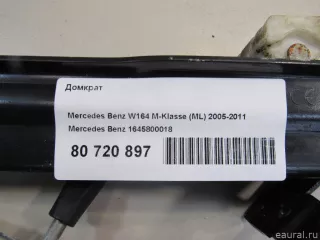 Домкрат
Mercedes Benz W164 M-Klasse (ML) 2005-2011
Mercedes Benz 1645800018
80 720 897
eaural.ru